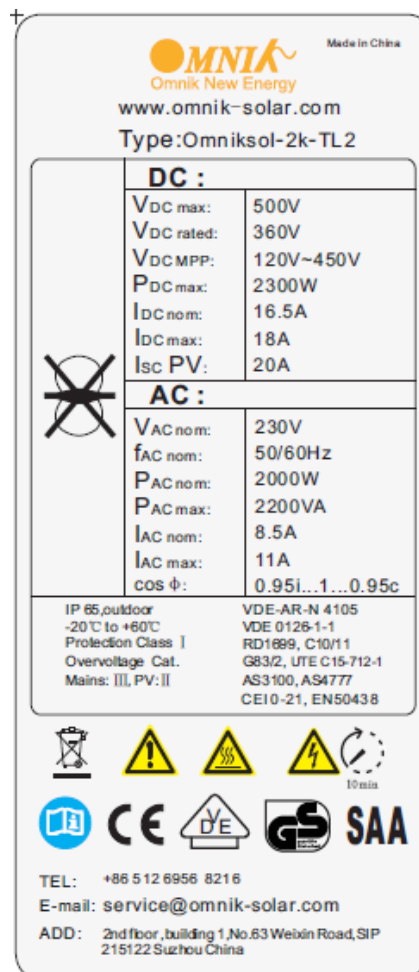 OMNIK
Made in China
Omnik New Energy
www.omnik-solar.com
Type:Omniksol-2k-TL2
DC :
VDC max: 500V
VDC rated: 360V
VDC MPP: 120V~450V
PDC max: 2300W
IDC nom: 16.5A
IDC max: 18A
ISC PV: 20A
AC :
VAC nom: 230V
fAC nom: 50/60Hz
PAC nom: 2000W
PAC max: 2200VA
IAC nom: 8.5A
IAC max: 11A
cos ϕ: 0.95i...1...0.95c
IP 65,outdoor
-20℃ to +60℃
Protection Class Ⅰ
Overvoltage Cat.
Mains: Ⅲ, PV:Ⅱ
VDE-AR-N 4105
VDE 0126-1-1
RD1699, C10/11
G83/2, UTE C15-712-1
AS3100, AS4777
CEI 0-21, EN50438
10min
CE
DVE
GS
SAA
TEL: +86 512 6956 8216
E-mail: service@omnik-solar.com
ADD: 2nd floor,building 1,No.63 Weixin Road,SIP
215122 Suzhou China